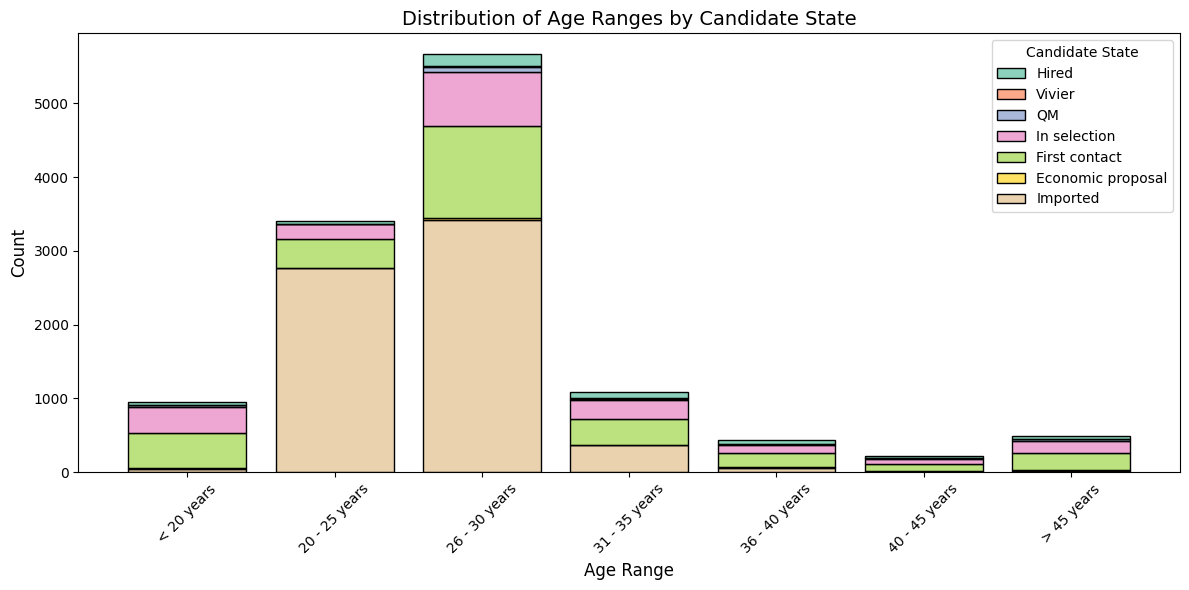 Distribution of Age Ranges by Candidate State
Candidate State
Hired
Vivier
QM
In selection
First contact
Economic proposal
Imported
Count
5000
4000
3000
2000
1000
0
< 20 years
20 - 25 years
26 - 30 years
31 - 35 years
36 - 40 years
40 - 45 years
> 45 years
Age Range